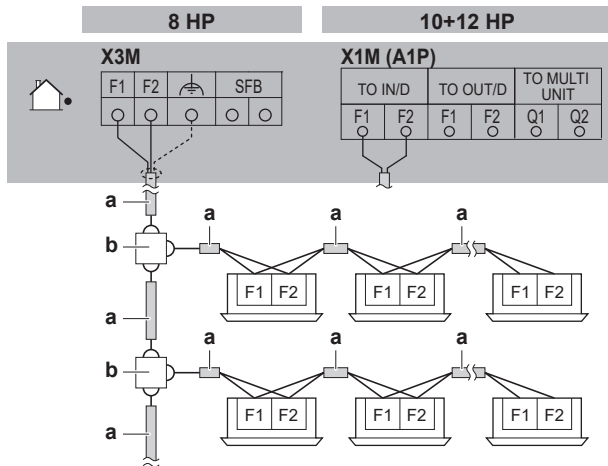 8 HP
10+12 HP
X3M
X1M (A1P)
F1 F2 SFB
TO IN/D TO OUT/D TO MULTI UNIT
F1 F2 F1 F2 Q1 Q2
a
b a a a
F1 F2 F1 F2 F1 F2
a
a a a
b
F1 F2 F1 F2 F1 F2
a